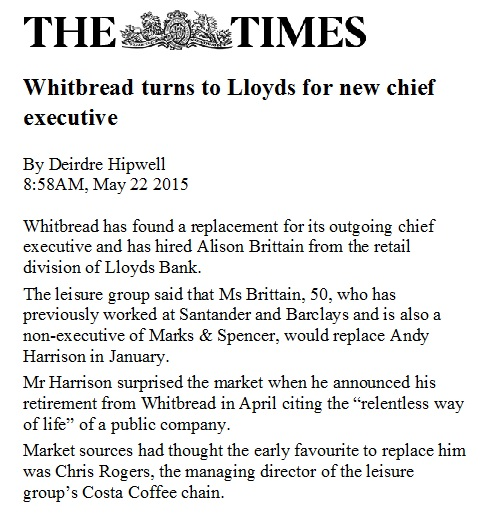 THE TIMES
Whitbread turns to Lloyds for new chief
executive
By Deirdre Hipwell
8:58AM, May 22 2015
Whitbread has found a replacement for its outgoing chief
executive and has hired Alison Brittain from the retail
division of Lloyds Bank.
The leisure group said that Ms Brittain, 50, who has
previously worked at Santander and Barclays and is also a
non-executive of Marks & Spencer, would replace Andy
Harrison in January.
Mr Harrison surprised the market when he announced his
retirement from Whitbread in April citing the “relentless way
of life” of a public company.
Market sources had thought the early favourite to replace him
was Chris Rogers, the managing director of the leisure
group’s Costa Coffee chain.